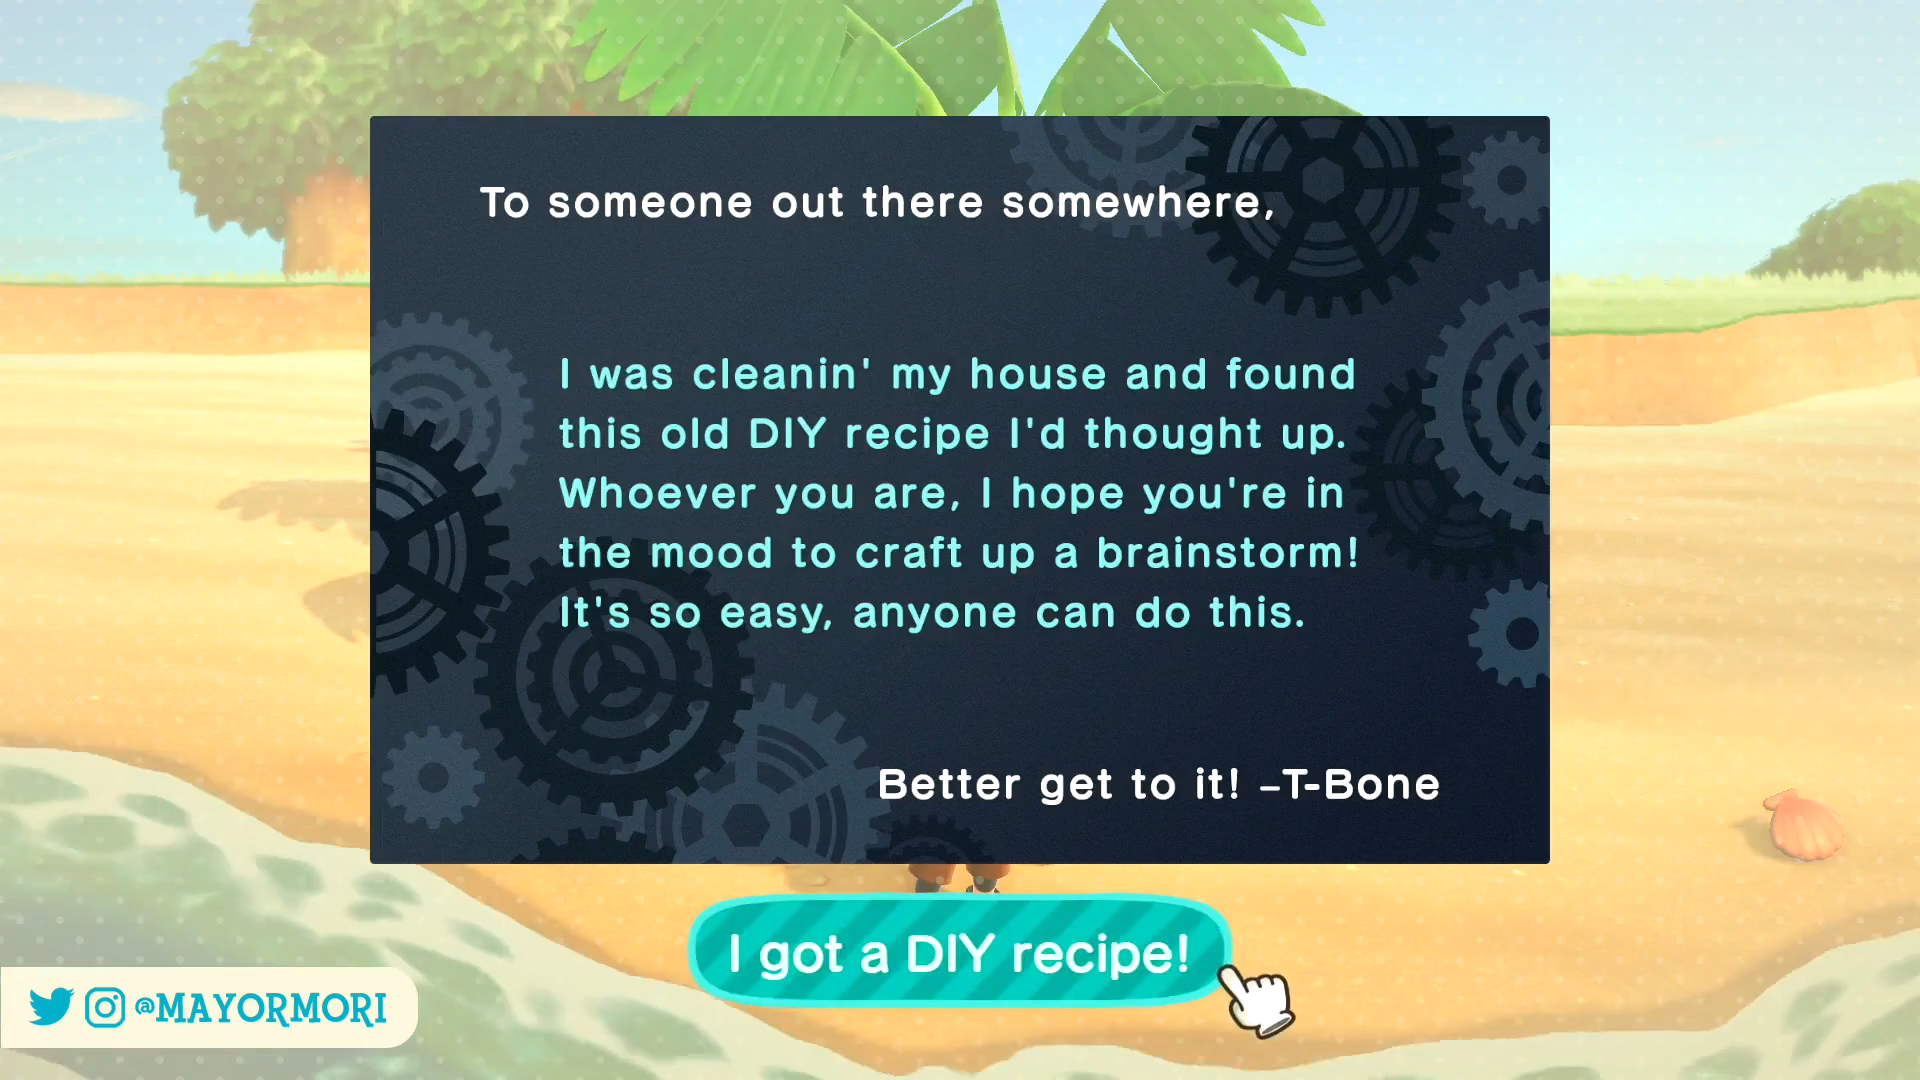 To someone out there somewhere,
I was cleanin' my house and found
this old DIY recipe I'd thought up.
Whoever you are, I hope you're in
the mood to craft up a brainstorm!
It's so easy, anyone can do this.
Better get to it! –T-Bone
I got a DIY recipe!
@MAYORMORI